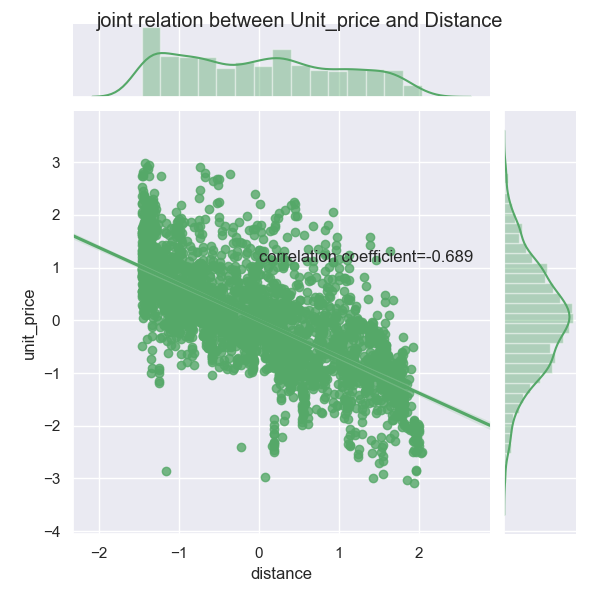 joint relation between Unit_price and Distance
3
2
correlation coefficient=-0.689
1
0
−1
−2
−3
−4
unit_price
−2 −1 0 1 2
distance